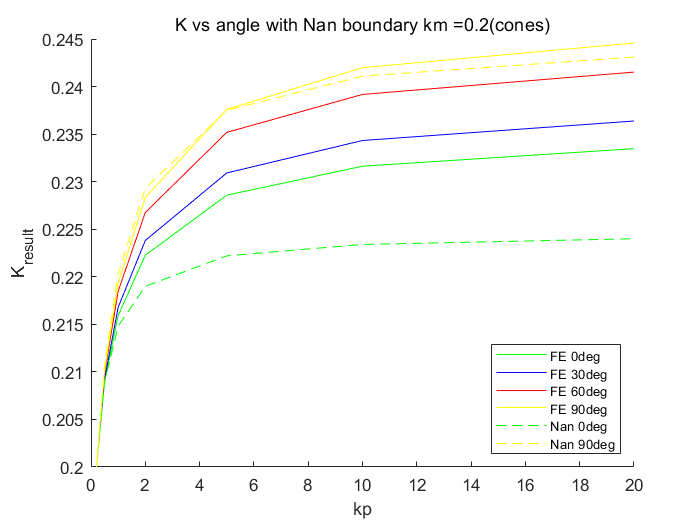 K vs angle with Nan boundary km =0.2(cones)
0.245
0.24
0.235
0.23
0.225
0.22
0.215
0.21
0.205
0.2
K_result
FE 0deg
FE 30deg
FE 60deg
FE 90deg
Nan 0deg
Nan 90deg
0 2 4 6 8 10 12 14 16 18 20
kp